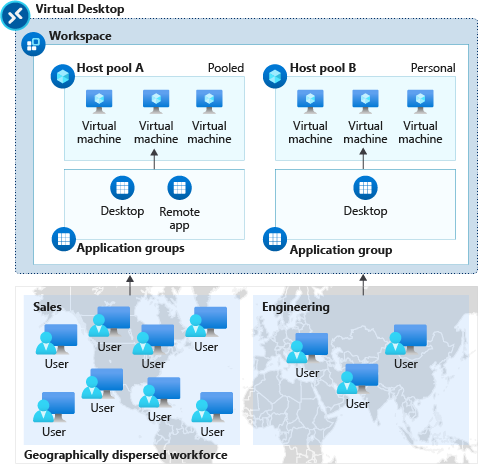 Virtual Desktop
Workspace
Host pool A
Pooled
Virtual machine
Virtual machine
Virtual machine
Desktop
Remote app
Application groups
Host pool B
Personal
Virtual machine
Virtual machine
Virtual machine
Desktop
Application group
Sales
User
User
User
User
User
User
User
User
Engineering
User
User
User
Geographically dispersed workforce